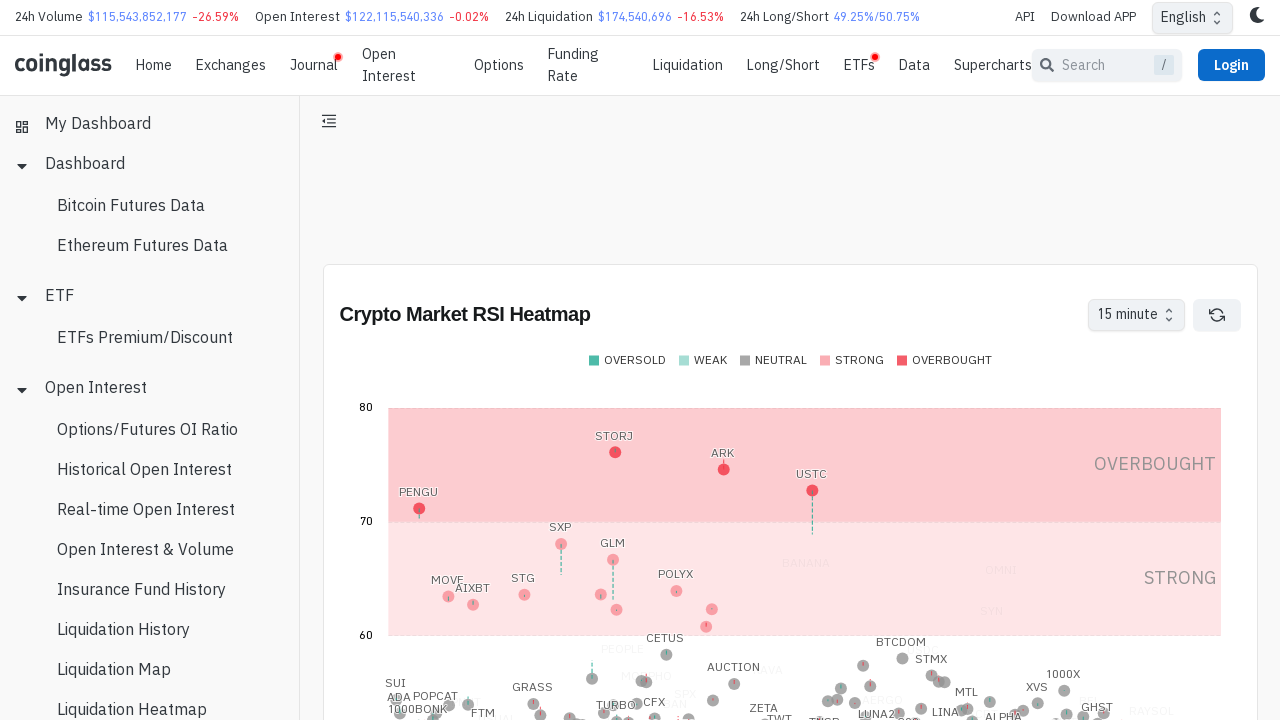 24h Volume $115,543,852,177 -26.59% Open Interest $122,115,540,336 -0.02% 24h Liquidation $174,540,696 -16.53% 24h Long/Short 49.25%/50.75% API Download APP English
coinglass Home Exchanges Journal Open Interest Options Funding Rate Liquidation Long/Short ETFs Data Supercharts Search / Login
My Dashboard
Dashboard
Bitcoin Futures Data
Ethereum Futures Data
ETF
ETFs Premium/Discount
Open Interest
Options/Futures OI Ratio
Historical Open Interest
Real-time Open Interest
Open Interest & Volume
Insurance Fund History
Liquidation History
Liquidation Map
Liquidation Heatmap
Crypto Market RSI Heatmap 15 minute
OVERSOLD WEAK NEUTRAL STRONG OVERBOUGHT
80
STORJ
ARK
OVERBOUGHT
USTC
PENGU
70
SXP
GLM
BANANA
OMNI
POLYX
STRONG
STG
MOVE
AIXBT
SYN
60
CETUS
BTCDOM
PEOPLE
STMX
AUCTION
1000X
SUI
GRASS
XVS
MTL
ADA POPCAT
CFX
TURBO
GHST
1000BONK
ZETA
FTM
LUNA2
LINA
ALPHA
RAYSOL